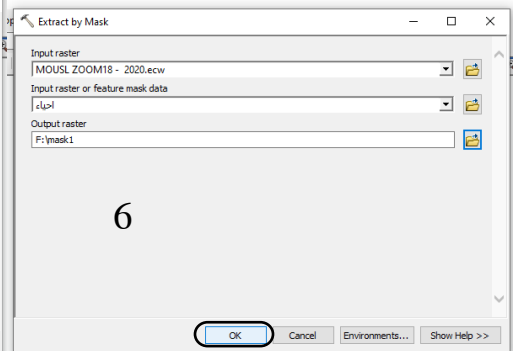 Extract by Mask
Input raster
MOUSL ZOOM18 - 2020.ecw
Input raster or feature mask data
احياء
Output raster
F:\mask1
6
OK Cancel Environments... Show Help >>